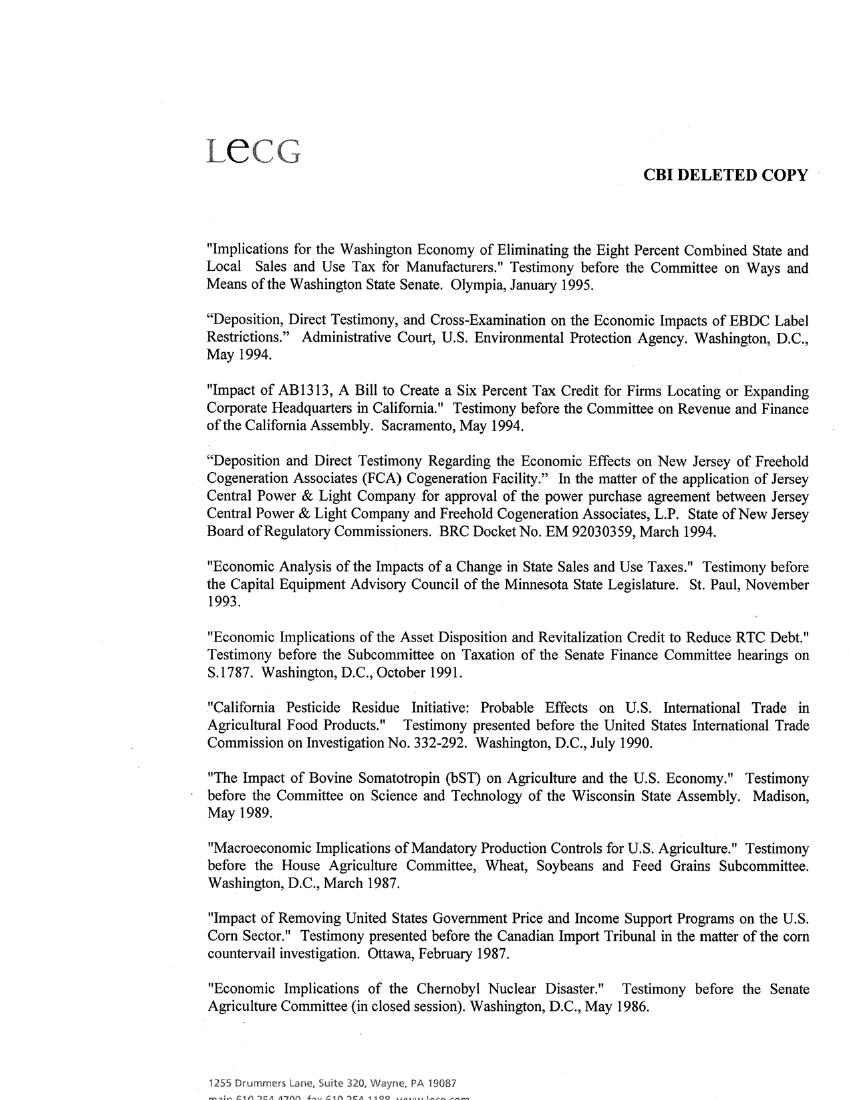 LECG
CBI DELETED COPY
"Implications for the Washington Economy of Eliminating the Eight Percent Combined State and
Local Sales and Use Tax for Manufacturers." Testimony before the Committee on Ways and
Means of the Washington State Senate. Olympia, January 1995.
“Deposition, Direct Testimony, and Cross-Examination on the Economic Impacts of EBDC Label
Restrictions.” Administrative Court, U.S. Environmental Protection Agency. Washington, D.C.,
May 1994.
"Impact of AB1313, A Bill to Create a Six Percent Tax Credit for Firms Locating or Expanding
Corporate Headquarters in California." Testimony before the Committee on Revenue and Finance
of the California Assembly. Sacramento, May 1994.
“Deposition and Direct Testimony Regarding the Economic Effects on New Jersey of Freehold
Cogeneration Associates (FCA) Cogeneration Facility.” In the matter of the application of Jersey
Central Power & Light Company for approval of the power purchase agreement between Jersey
Central Power & Light Company and Freehold Cogeneration Associates, L.P. State of New Jersey
Board of Regulatory Commissioners. BRC Docket No. EM 92030359, March 1994.
"Economic Analysis of the Impacts of a Change in State Sales and Use Taxes." Testimony before
the Capital Equipment Advisory Council of the Minnesota State Legislature. St. Paul, November
1993.
"Economic Implications of the Asset Disposition and Revitalization Credit to Reduce RTC Debt."
Testimony before the Subcommittee on Taxation of the Senate Finance Committee hearings on
S.1787. Washington, D.C., October 1991.
"California Pesticide Residue Initiative: Probable Effects on U.S. International Trade in
Agricultural Food Products." Testimony presented before the United States International Trade
Commission on Investigation No. 332-292. Washington, D.C., July 1990.
"The Impact of Bovine Somatotropin (bST) on Agriculture and the U.S. Economy." Testimony
before the Committee on Science and Technology of the Wisconsin State Assembly. Madison,
May 1989.
"Macroeconomic Implications of Mandatory Production Controls for U.S. Agriculture." Testimony
before the House Agriculture Committee, Wheat, Soybeans and Feed Grains Subcommittee.
Washington, D.C., March 1987.
"Impact of Removing United States Government Price and Income Support Programs on the U.S.
Corn Sector." Testimony presented before the Canadian Import Tribunal in the matter of the corn
countervail investigation. Ottawa, February 1987.
"Economic Implications of the Chernobyl Nuclear Disaster." Testimony before the Senate
Agriculture Committee (in closed session). Washington, D.C., May 1986.
1255 Drummers Lane, Suite 320, Wayne, PA 19087
main 610.254.4700 fax 610.254.1188 www.lecg.com